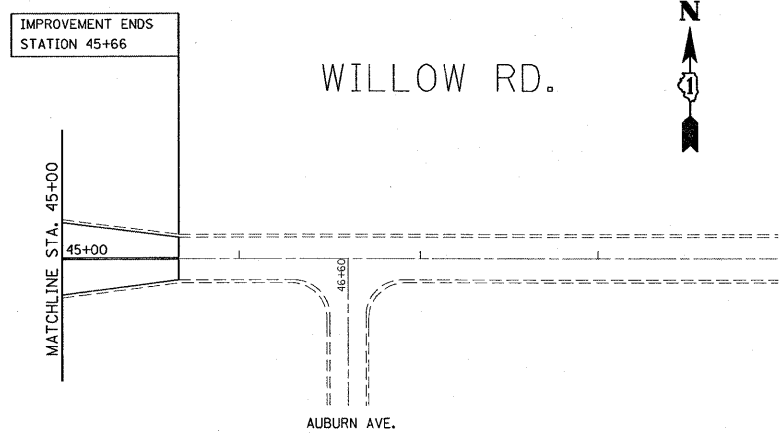 IMPROVEMENT ENDS
STATION 45+66
WILLOW RD.
N
1
MATCHLINE STA. 45+00
45+00
46+60
AUBURN AVE.